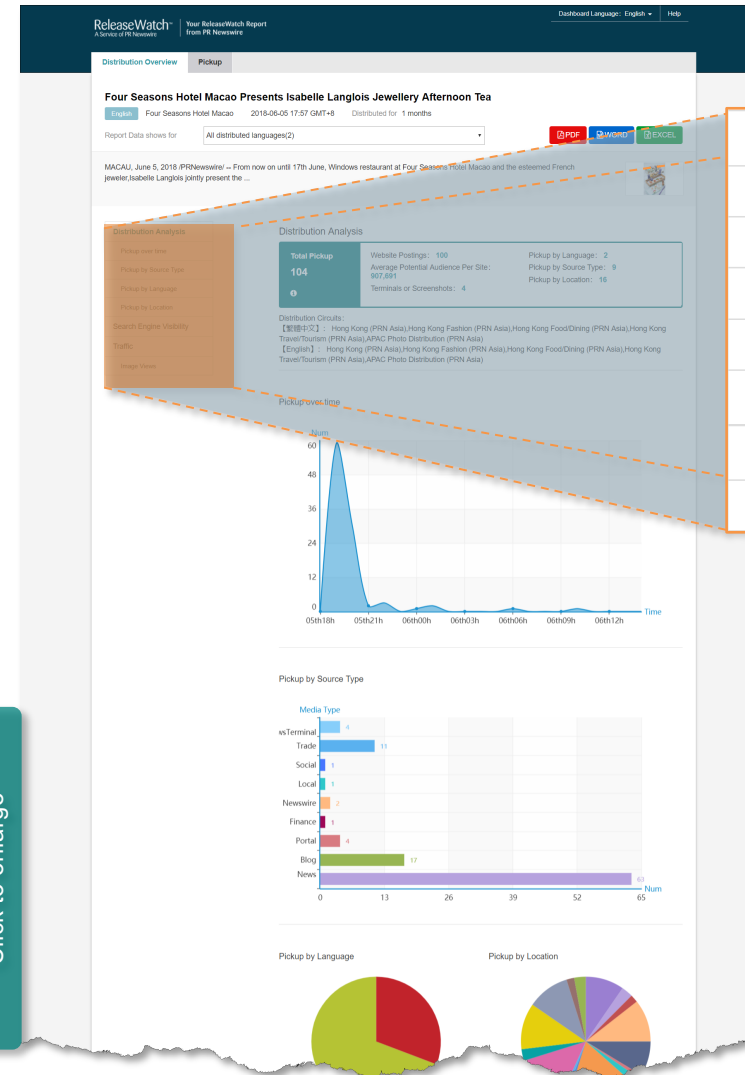 Dashboard Language: English
Help
ReleaseWatch™
A Service of PR Newswire
Your ReleaseWatch Report
from PR Newswire
Distribution Overview
Pickup
Four Seasons Hotel Macao Presents Isabelle Langlois Jewellery Afternoon Tea
English
Four Seasons Hotel Macao
2018-06-05 17:57 GMT+8
Distributed for 1 months
Report Data shows for
All distributed languages(2)
PDF
WORD
EXCEL
MACAU, June 5, 2018 /PRNewswire/ -- From now on until 17th June, Windows restaurant at Four Seasons Hotel Macao and the esteemed French
jeweler,Isabelle Langlois jointly present the ...
Distribution Analysis
Pickup over time
Pickup by Source Type
Pickup by Language
Pickup by Location
Search Engine Visibility
Traffic
Image Views
Distribution Analysis
Total Pickup
104
Website Postings: 100
Average Potential Audience Per Site:
907,691
Terminals or Screenshots: 4
Pickup by Language: 2
Pickup by Source Type: 9
Pickup by Location: 16
Distribution Circuits:
【繁體中文】: Hong Kong (PRN Asia),Hong Kong Fashion (PRN Asia),Hong Kong Food/Dining (PRN Asia),Hong Kong
Travel/Tourism (PRN Asia),APAC Photo Distribution (PRN Asia)
【English】: Hong Kong (PRN Asia),Hong Kong Fashion (PRN Asia),Hong Kong Food/Dining (PRN Asia),Hong Kong
Travel/Tourism (PRN Asia),APAC Photo Distribution (PRN Asia)
Pickup over time
Num
60
48
36
24
12
0
05th18h 05th21h 06th00h 06th03h 06th06h 06th09h 06th12h
Time
Pickup by Source Type
Media Type
wsTerminal 4
Trade 11
Social 1
Local 1
Newswire 2
Finance 1
Portal 4
Blog 17
News 63
Num
0 13 26 39 52 65
Pickup by Language
Pickup by Location
Click to enlarge